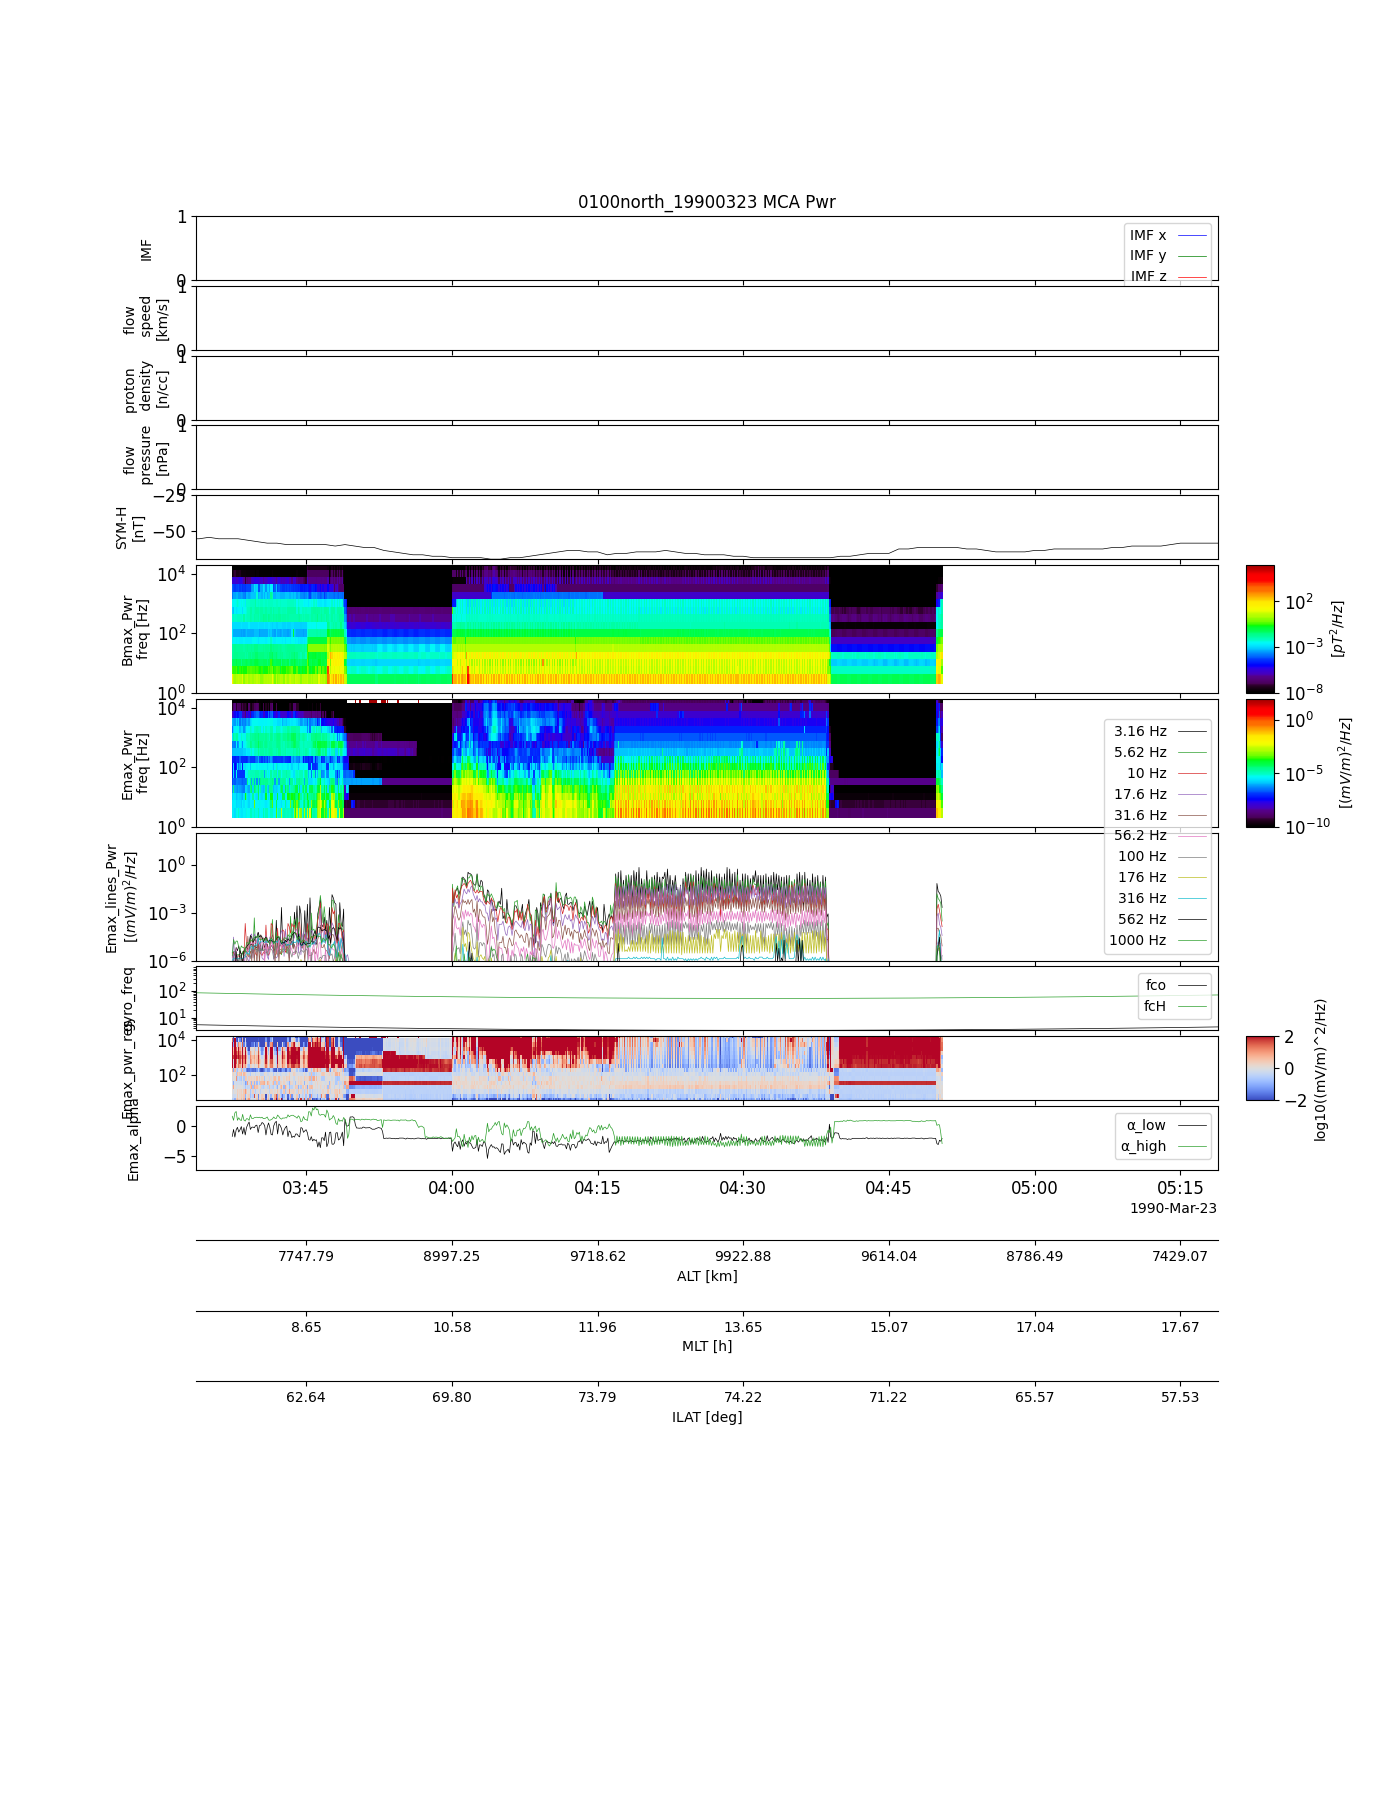 0100north_19900323 MCA Pwr
1
0
IMF
IMF x
IMF y
IMF z
1
0
flow
speed
[km/s]
1
0
proton
density
[n/cc]
1
0
flow
pressure
[nPa]
−25
−50
SYM-H
[nT]
10^4
10^2
10^0
Bmax_Pwr
freq [Hz]
10^2
10^−3
10^−8
[pT^2/Hz]
10^4
10^2
10^0
Emax_Pwr
freq [Hz]
10^0
10^−5
10^−10
[(mV/m)^2/Hz]
3.16 Hz
5.62 Hz
10 Hz
17.6 Hz
31.6 Hz
56.2 Hz
100 Hz
176 Hz
316 Hz
562 Hz
1000 Hz
10^0
10^−3
10^−6
Emax_lines_Pwr
[(mV/m)^2/Hz]
10^2
10^1
gyro_freq
fco
fcH
10^4
10^2
Emax_pwr_reg
2
0
−2
log10((mV/m)^2/Hz)
0
−5
Emax_alpha
α_low
α_high
03:45 04:00 04:15 04:30 04:45 05:00 05:15
1990-Mar-23
7747.79 8997.25 9718.62 9922.88 9614.04 8786.49 7429.07
ALT [km]
8.65 10.58 11.96 13.65 15.07 17.04 17.67
MLT [h]
62.64 69.80 73.79 74.22 71.22 65.57 57.53
ILAT [deg]